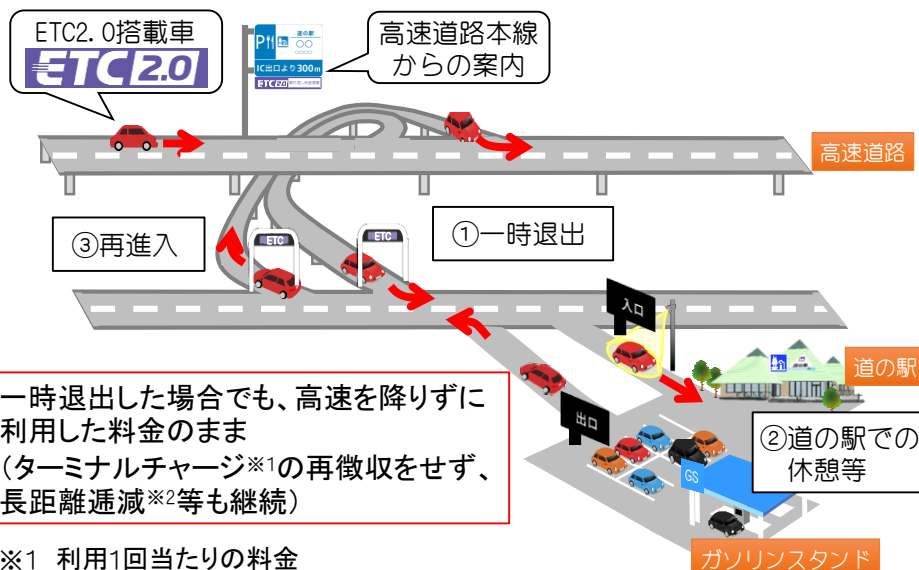 ETC2.0搭載車
ETC 2.0
道の駅
P
○○
IC出口より300m
ETC2.0
高速道路本線
からの案内
高速道路
③再進入
ETC
ETC
①一時退出
入口
道の駅
出口
②道の駅での
休憩等
GS
ガソリンスタンド
一時退出した場合でも、高速を降りずに
利用した料金のまま
(ターミナルチャージ※1の再徴収をせず、
長距離逓減※2等も継続)
※1 利用1回当たりの料金